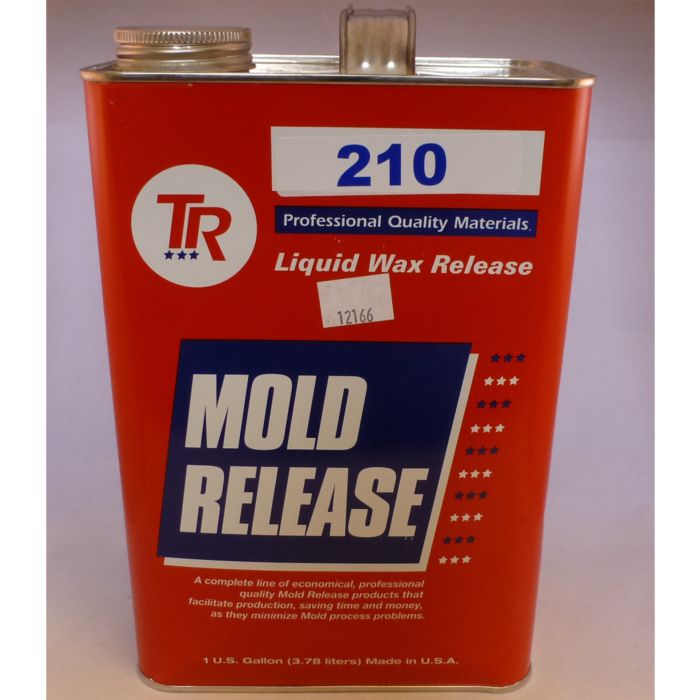 210
TR
Professional Quality Materials.
Liquid Wax Release
12166
MOLD
RELEASE
A complete line of economical, professional
quality Mold Release products that
facilitate production, saving time and money,
as they minimize Mold process problems.
1 U.S. Gallon (3.78 liters) Made in U.S.A.